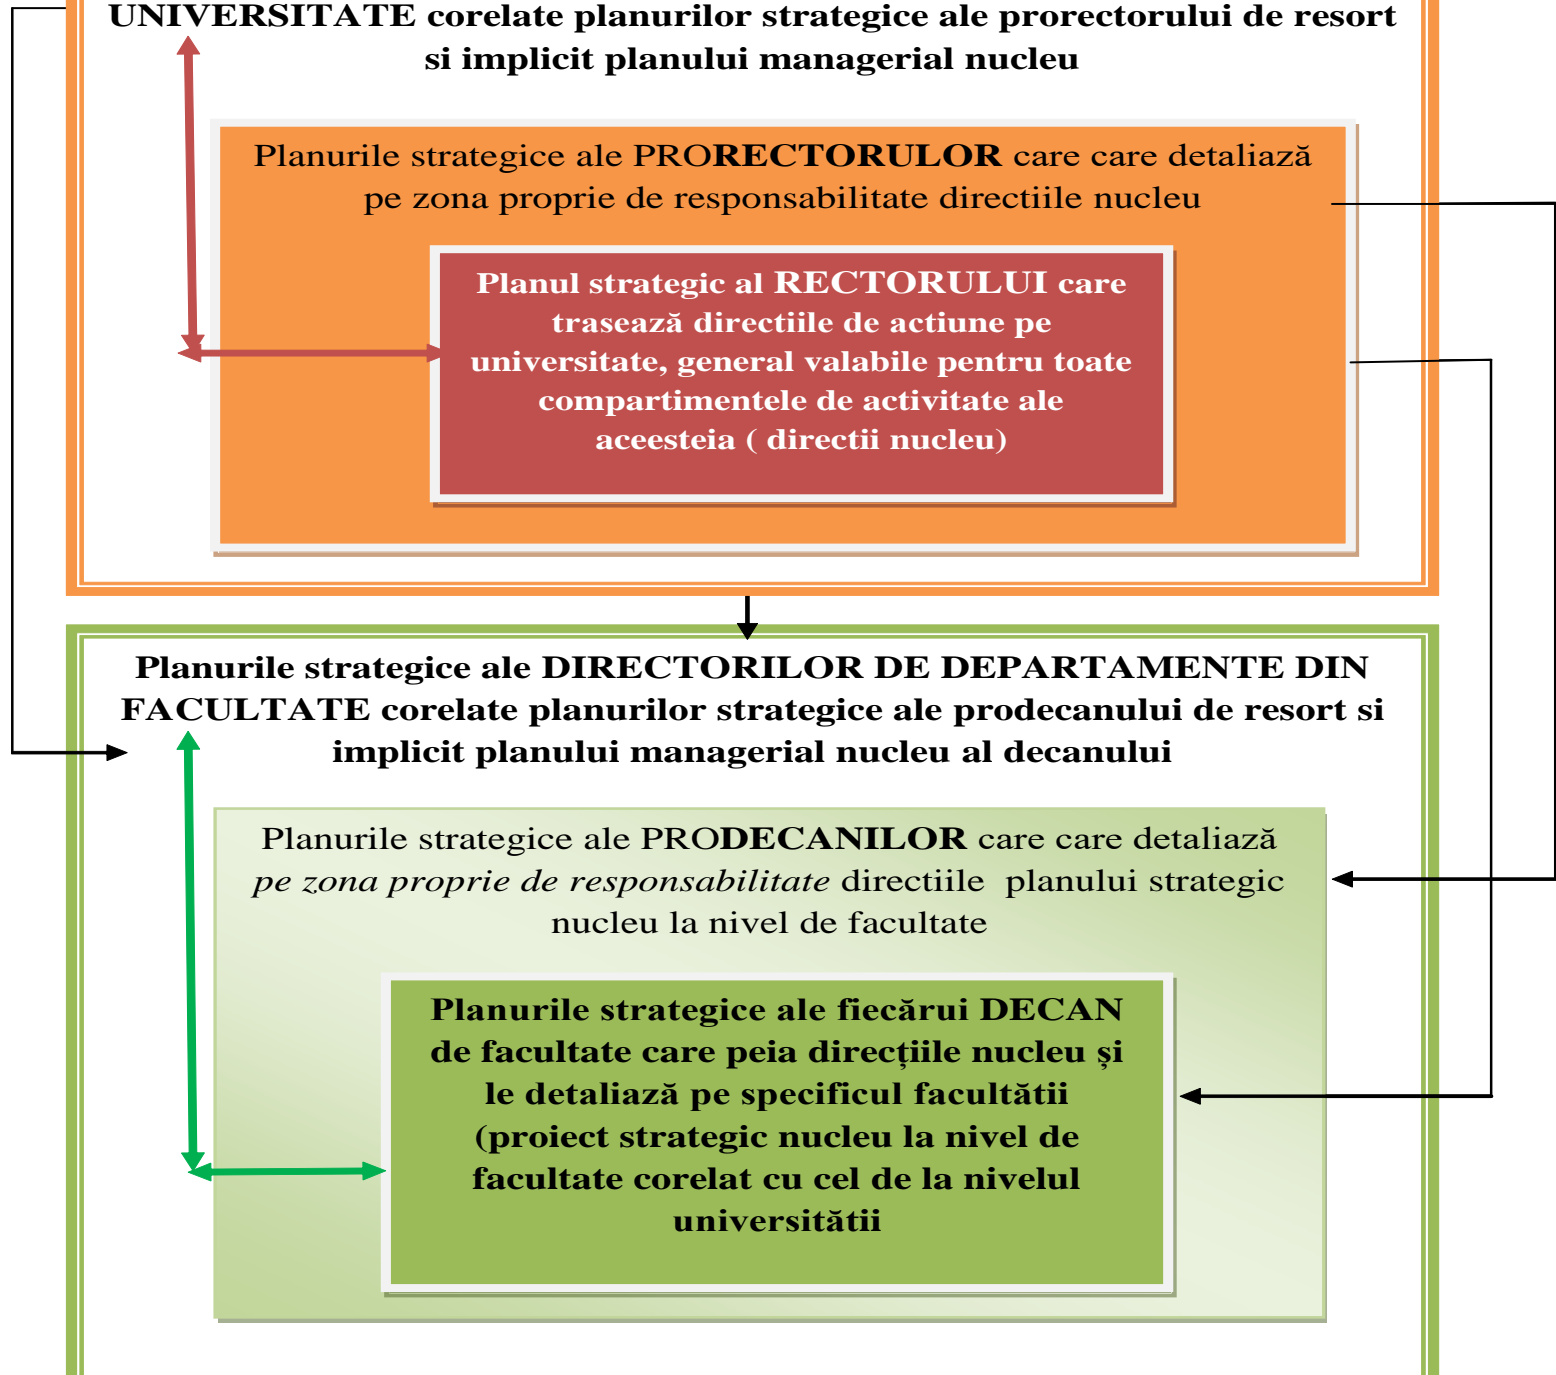 UNIVERSITATE corelate planurilor strategice ale prorectorului de resort
si implicit planului managerial nucleu
Planurile strategice ale PRORECTORULOR care care detaliază
pe zona proprie de responsabilitate directiile nucleu
Planul strategic al RECTORULUI care
trasează directiile de actiune pe
universitate, general valabile pentru toate
compartimentele de activitate ale
aceesteia ( directii nucleu)
Planurile strategice ale DIRECTORILOR DE DEPARTAMENTE DIN
FACULTATE corelate planurilor strategice ale prodecanului de resort si
implicit planului managerial nucleu al decanului
Planurile strategice ale PRODECANILOR care care detaliază
pe zona proprie de responsabilitate directiile  planului strategic
nucleu la nivel de facultate
Planurile strategice ale fiecărui DECAN
de facultate care peia direcțiile nucleu și
le detaliază pe specificul facultătii
(proiect strategic nucleu la nivel de
facultate corelat cu cel de la nivelul
universitătii